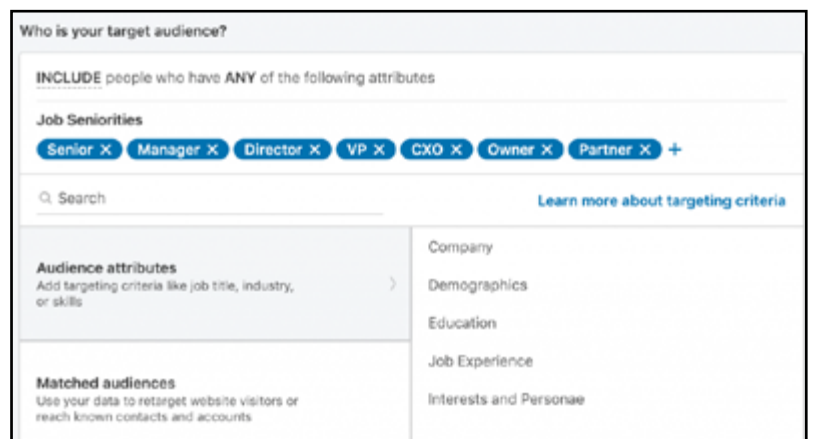 Who is your target audience?
INCLUDE people who have ANY of the following attributes
Job Seniorities
Senior × Manager × Director × VP × CXO × Owner × Partner × +
Search
Learn more about targeting criteria
Audience attributes
Add targeting criteria like job title, industry,
or skills
Company
Demographics
Education
Job Experience
Interests and Personae
Matched audiences
Use your data to retarget website visitors or
reach known contacts and accounts